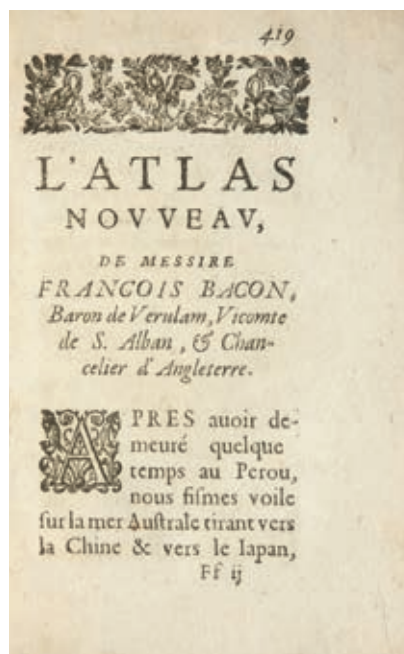 419
L'ATLAS
NOVVEAV,
DE MESSIRE
FRANCOIS BACON,
Baron de Verulam, Vicomte
de S. Alban, & Chan-
celier d'Angleterre.
APRES auoir de-
meuré quelque
temps au Perou,
nous fiſmes voile
ſur la mer Auſtrale tirant vers
la Chine & vers le Iapan,
Ff ij